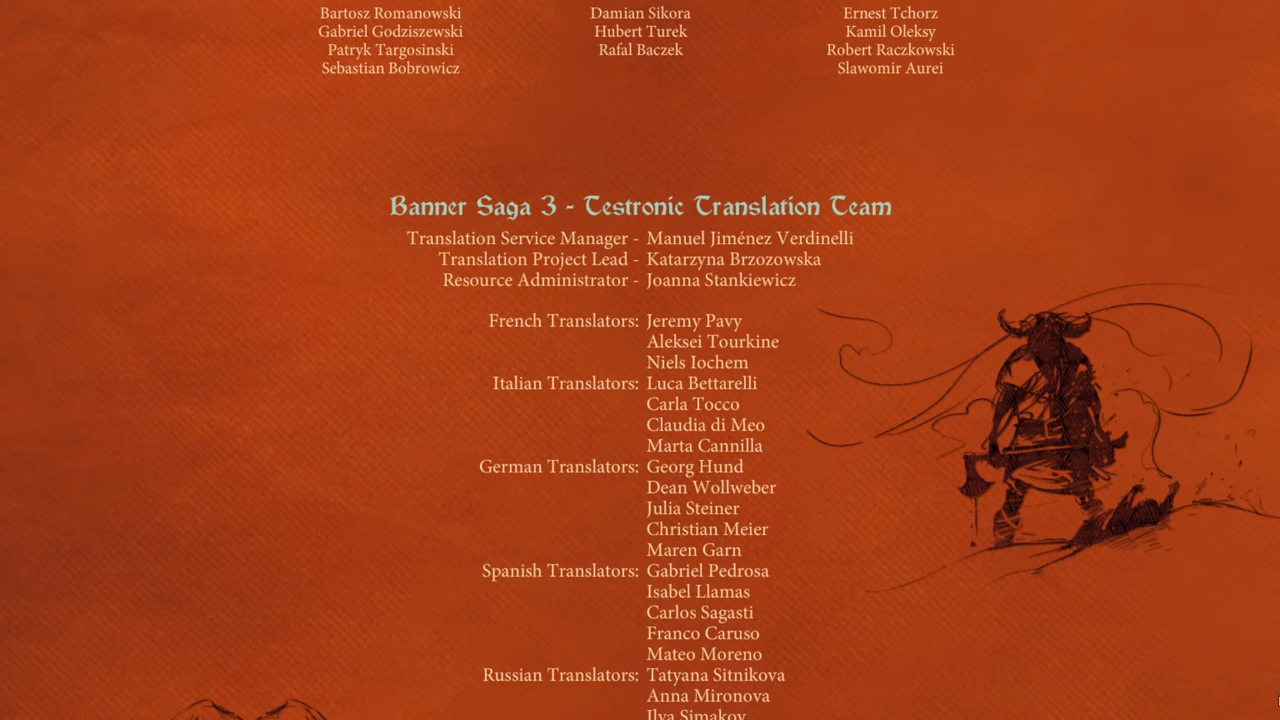 Bartosz Romanowski Damian Sikora Ernest Tchorz
Gabriel Godziszewski Hubert Turek Kamil Oleksy
Patryk Targosinski Rafal Baczek Robert Raczkowski
Sebastian Bobrowicz Slawomir Aurei
Banner Saga 3 - Testronic Translation Team
Translation Service Manager - Manuel Jiménez Verdinelli
Translation Project Lead - Katarzyna Brzozowska
Resource Administrator - Joanna Stankiewicz
French Translators: Jeremy Pavy
Aleksei Tourkine
Niels Iochem
Italian Translators: Luca Bettarelli
Carla Tocco
Claudia di Meo
Marta Cannilla
German Translators: Georg Hund
Dean Wollweber
Julia Steiner
Christian Meier
Maren Garn
Spanish Translators: Gabriel Pedrosa
Isabel Llamas
Carlos Sagasti
Franco Caruso
Mateo Moreno
Russian Translators: Tatyana Sitnikova
Anna Mironova
Ilya Simakov